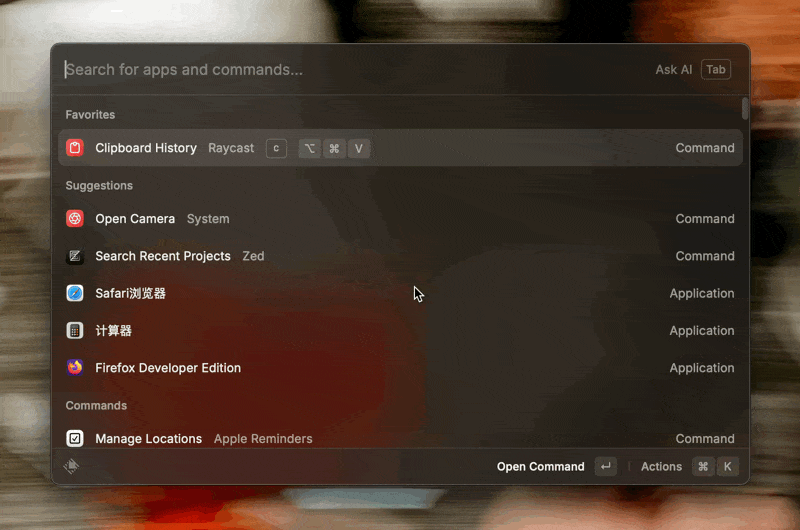 Search for apps and commands... Ask AI Tab
Favorites
Clipboard History Raycast c ⌥ ⌘ V Command
Suggestions
Open Camera System Command
Search Recent Projects Zed Command
Safari浏览器 Application
计算器 Application
Firefox Developer Edition Application
Commands
Manage Locations Apple Reminders Command
Open Command ↵ Actions ⌘ K